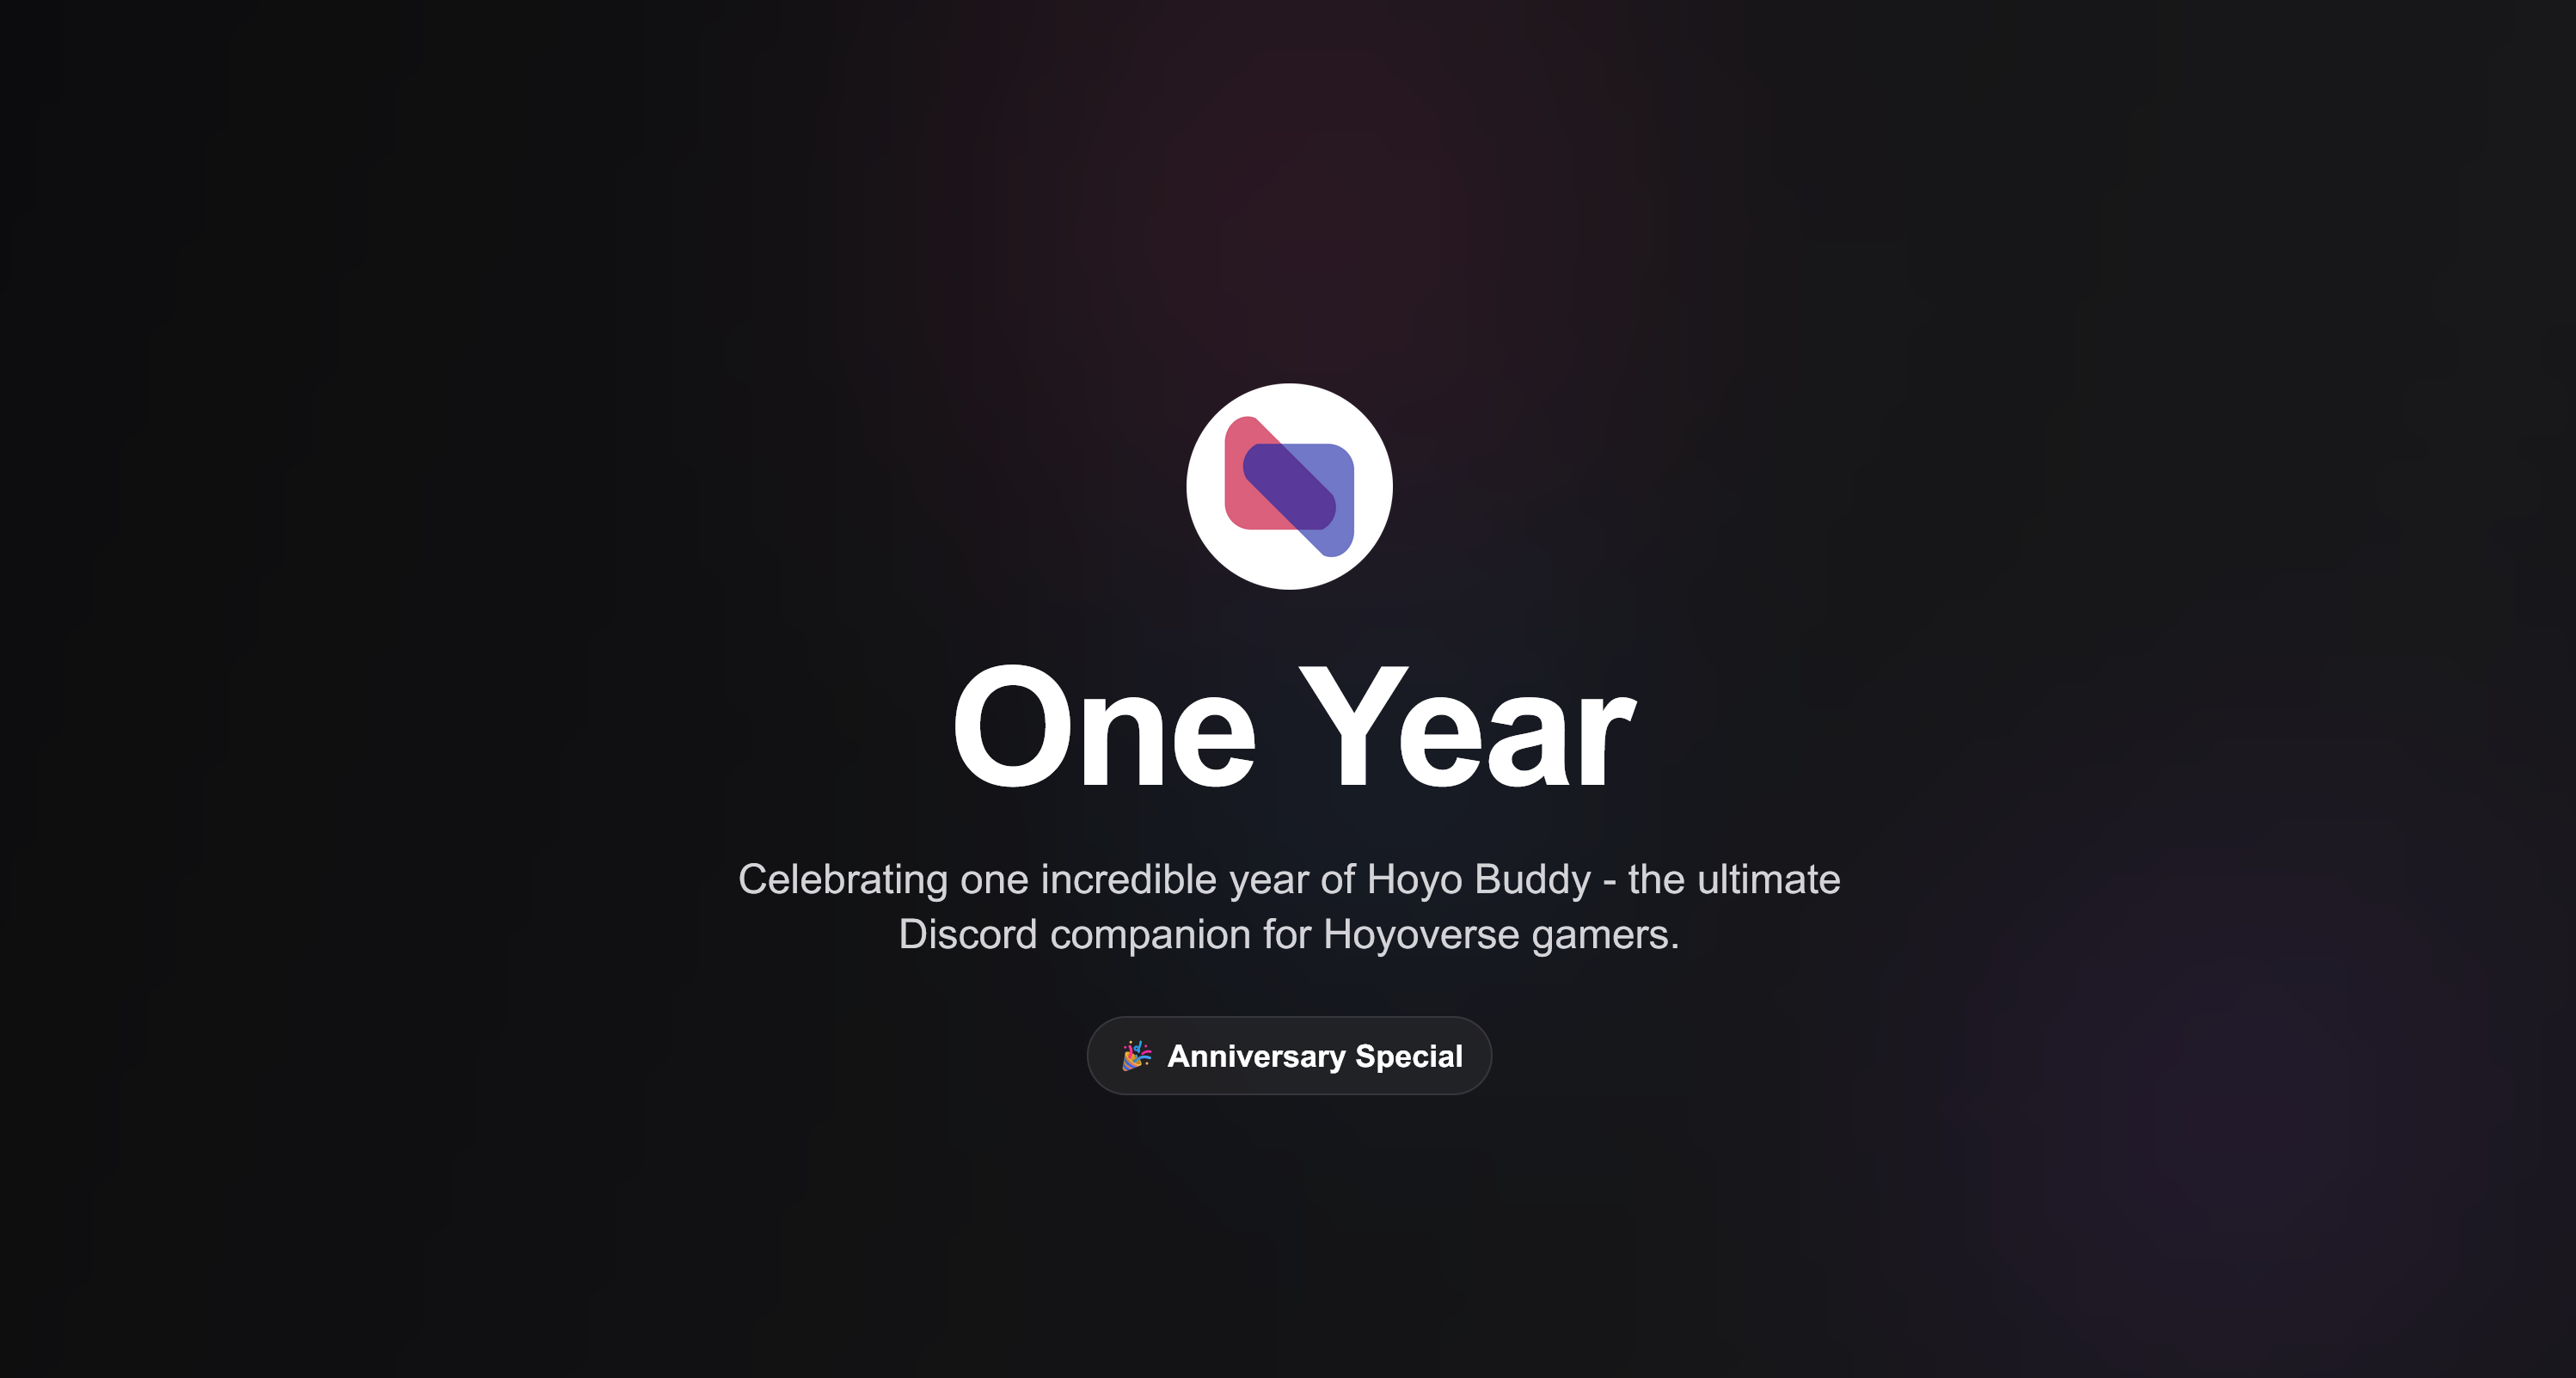 One Year
Celebrating one incredible year of Hoyo Buddy - the ultimate
Discord companion for Hoyoverse gamers.
🎉 Anniversary Special